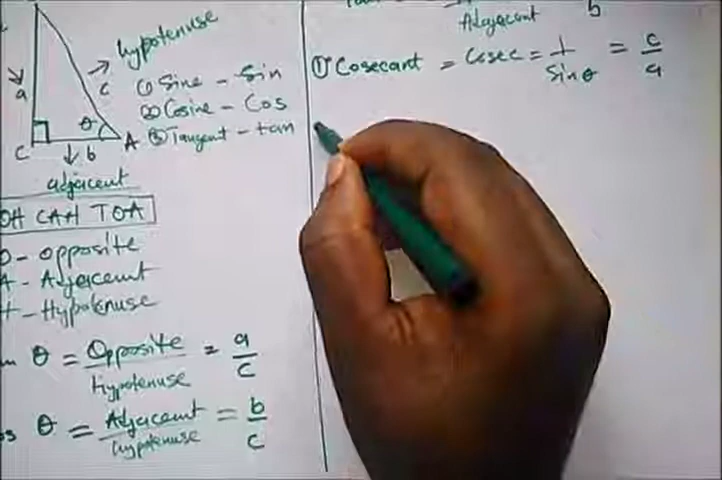 hypotenuse
a
c
θ
C
b
A
adjacent
① Sine - Sin
② Cosine - Cos
③ Tangent - tan
OH CAH TOA
O - opposite
A - Adjacent
H - Hypotenuse
θ = Opposite / Hypotenuse = a / c
θ = Adjacent / hypotenuse = b / c
Adjacent b
① Cosecant = Cosec = 1 / Sin θ = c / a